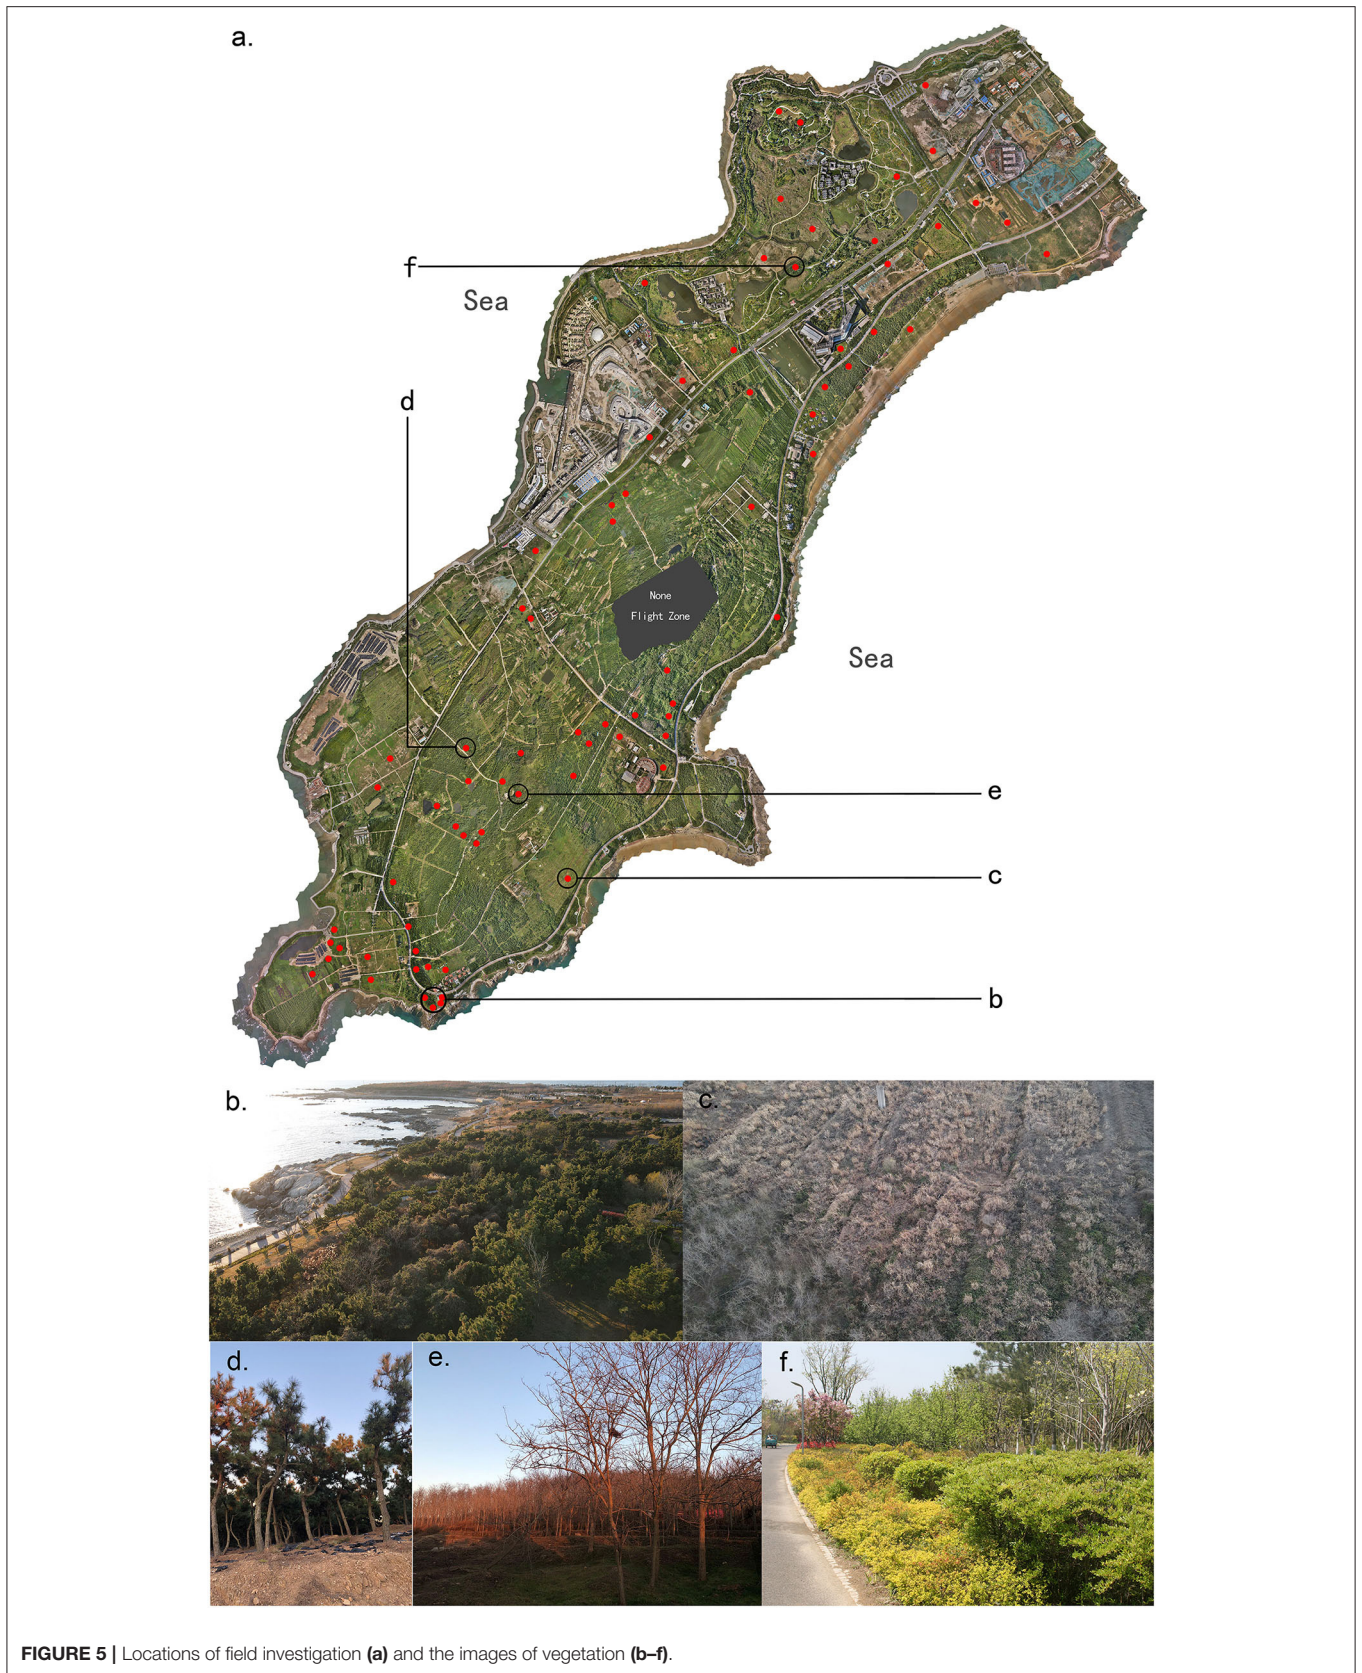 a.
f
Sea
d
None
Flight Zone
Sea
e
c
b
b.
c.
d.
e.
f.
FIGURE 5 | Locations of field investigation (a) and the images of vegetation (b–f).